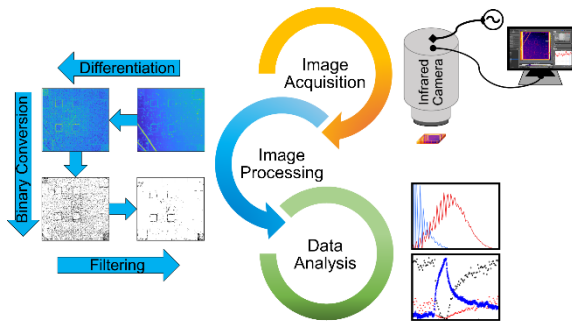 Differentiation
Binary Conversion
Filtering
Image
Acquisition
Image
Processing
Data
Analysis
Infrared
Camera